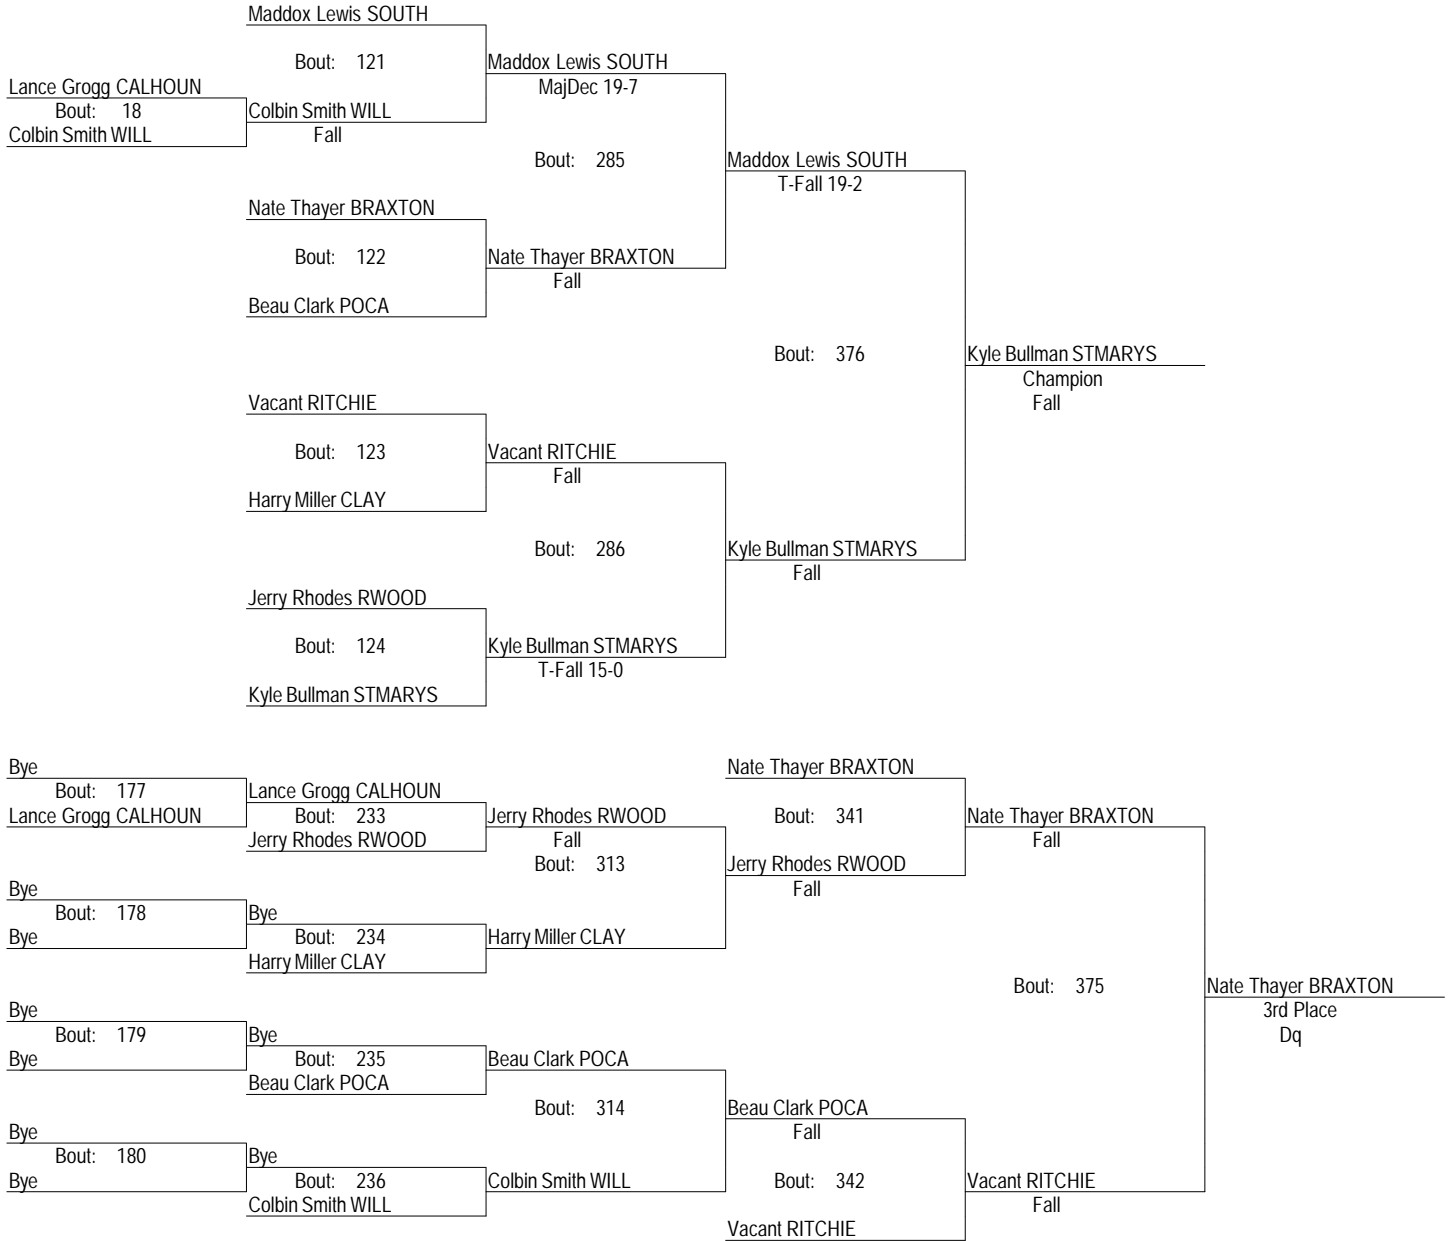 Maddox Lewis SOUTH
Bout: 121
Maddox Lewis SOUTH
Lance Grogg CALHOUN
MajDec 19-7
Bout: 18
Colbin Smith WILL
Colbin Smith WILL
Fall
Bout: 285
Maddox Lewis SOUTH
T-Fall 19-2
Nate Thayer BRAXTON
Bout: 122
Nate Thayer BRAXTON
Fall
Beau Clark POCA
Bout: 376
Kyle Bullman STMARYS
Champion
Fall
Vacant RITCHIE
Bout: 123
Vacant RITCHIE
Fall
Harry Miller CLAY
Bout: 286
Kyle Bullman STMARYS
Fall
Jerry Rhodes RWOOD
Bout: 124
Kyle Bullman STMARYS
T-Fall 15-0
Kyle Bullman STMARYS
Bye
Nate Thayer BRAXTON
Bout: 177
Lance Grogg CALHOUN
Lance Grogg CALHOUN
Bout: 233
Jerry Rhodes RWOOD
Bout: 341
Nate Thayer BRAXTON
Jerry Rhodes RWOOD
Fall
Fall
Bout: 313
Jerry Rhodes RWOOD
Bye
Fall
Bout: 178
Bye
Bye
Bout: 234
Harry Miller CLAY
Harry Miller CLAY
Bout: 375
Nate Thayer BRAXTON
Bye
3rd Place
Bout: 179
Bye
Dq
Bye
Bout: 235
Beau Clark POCA
Beau Clark POCA
Bout: 314
Beau Clark POCA
Bye
Fall
Bout: 180
Bye
Bye
Bout: 236
Colbin Smith WILL
Bout: 342
Vacant RITCHIE
Colbin Smith WILL
Fall
Vacant RITCHIE